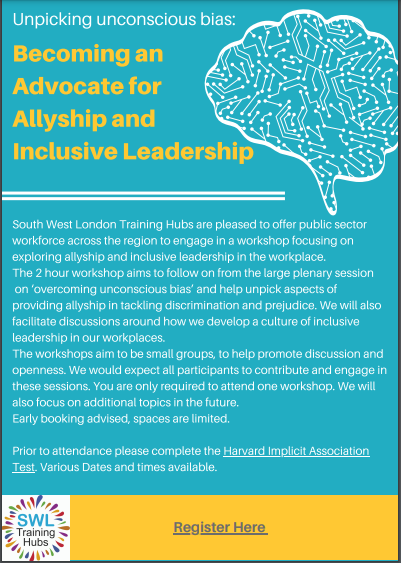 Unpicking unconscious bias:
Becoming an
Advocate for
Allyship and
Inclusive Leadership
South West London Training Hubs are pleased to offer public sector
workforce across the region to engage in a workshop focusing on
exploring allyship and inclusive leadership in the workplace.
The 2 hour workshop aims to follow on from the large plenary session
on ‘overcoming unconscious bias’ and help unpick aspects of
providing allyship in tackling discrimination and prejudice. We will also
facilitate discussions around how we develop a culture of inclusive
leadership in our workplaces.
The workshops aim to be small groups, to help promote discussion and
openness. We would expect all participants to contribute and engage in
these sessions. You are only required to attend one workshop. We will
also focus on additional topics in the future.
Early booking advised, spaces are limited.
Prior to attendance please complete the Harvard Implicit Association
Test. Various Dates and times available.
SWL
Training
Hubs
Register Here